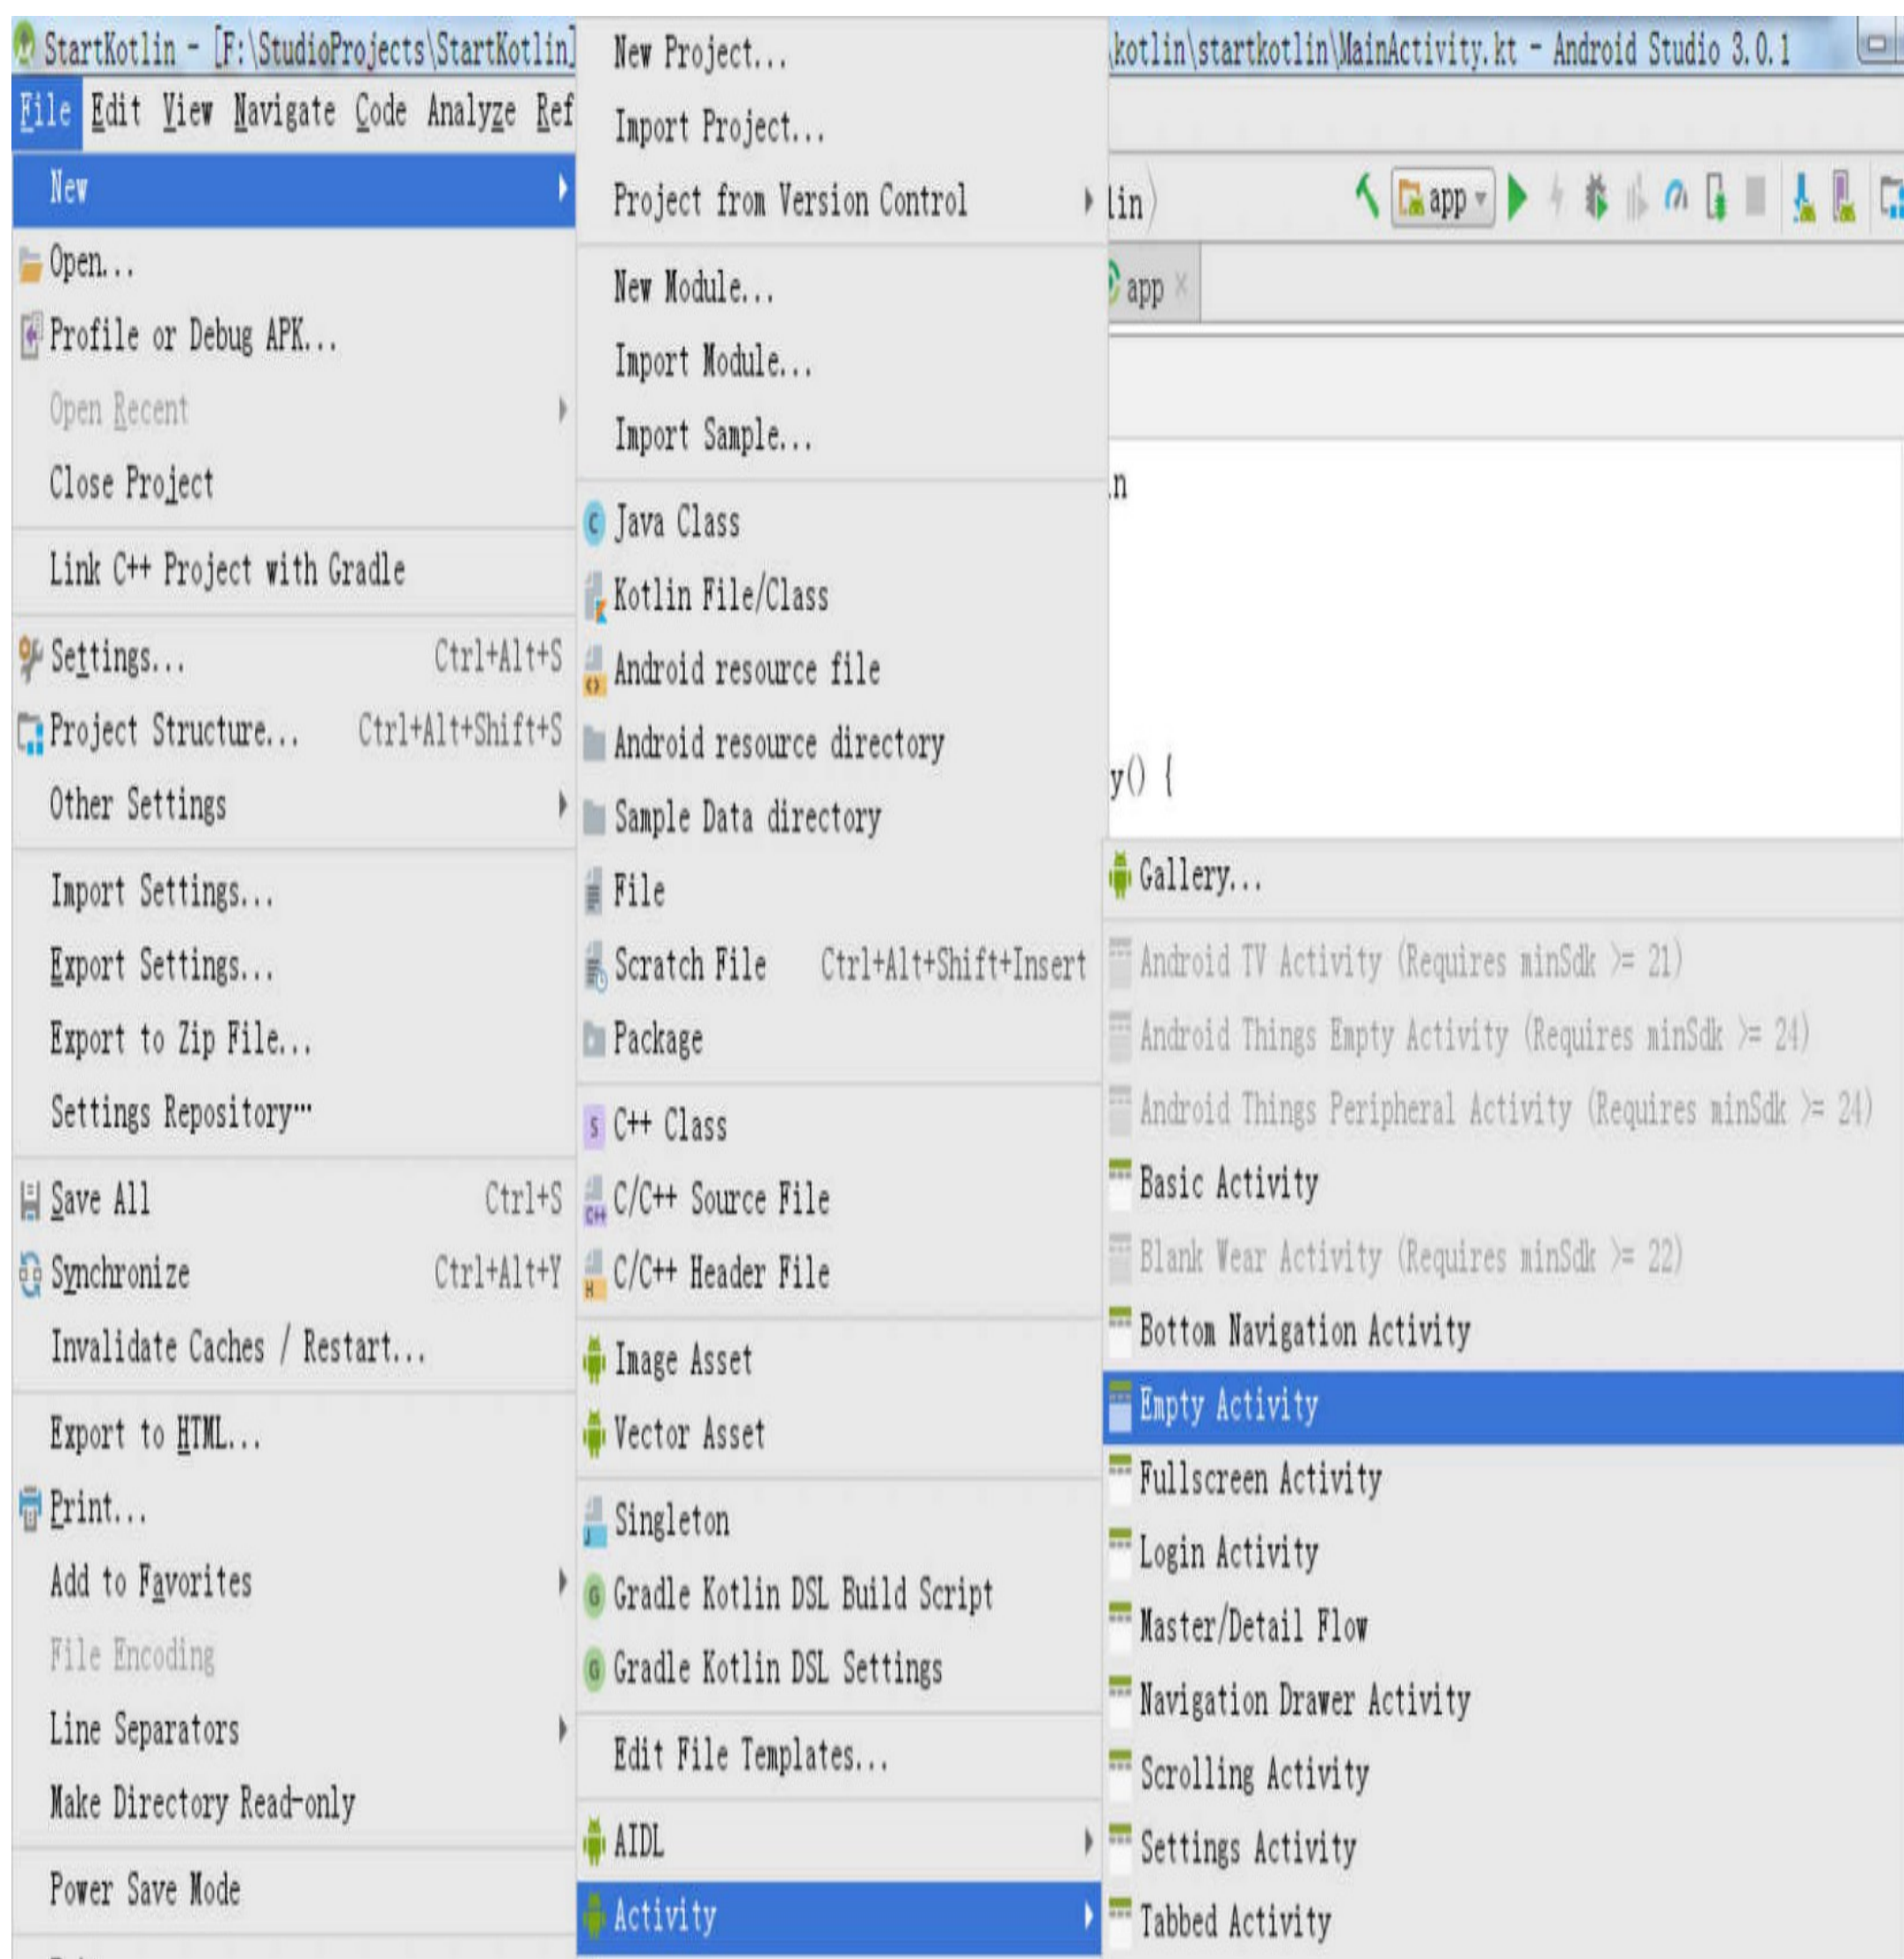 StartKotlin - [F:\StudioProjects\StartKotlin]
\kotlin\startkotlin\MainActivity.kt - Android Studio 3.0.1
File Edit View Navigate Code Analyze Ref
New
Open...
Profile or Debug APK...
Open Recent
Close Project
Link C++ Project with Gradle
Settings... Ctrl+Alt+S
Project Structure... Ctrl+Alt+Shift+S
Other Settings
Import Settings...
Export Settings...
Export to Zip File...
Settings Repository…
Save All Ctrl+S
Synchronize Ctrl+Alt+Y
Invalidate Caches / Restart...
Export to HTML...
Print...
Add to Favorites
File Encoding
Line Separators
Make Directory Read-only
Power Save Mode
New Project...
Import Project...
Project from Version Control
New Module...
Import Module...
Import Sample...
Java Class
Kotlin File/Class
Android resource file
Android resource directory
Sample Data directory
File
Scratch File Ctrl+Alt+Shift+Insert
Package
C++ Class
C/C++ Source File
C/C++ Header File
Image Asset
Vector Asset
Singleton
Gradle Kotlin DSL Build Script
Gradle Kotlin DSL Settings
Edit File Templates...
AIDL
Activity
lin
app
app
in
y() {
Gallery...
Android TV Activity (Requires minSdk >= 21)
Android Things Empty Activity (Requires minSdk >= 24)
Android Things Peripheral Activity (Requires minSdk >= 24)
Basic Activity
Blank Wear Activity (Requires minSdk >= 22)
Bottom Navigation Activity
Empty Activity
Fullscreen Activity
Login Activity
Master/Detail Flow
Navigation Drawer Activity
Scrolling Activity
Settings Activity
Tabbed Activity